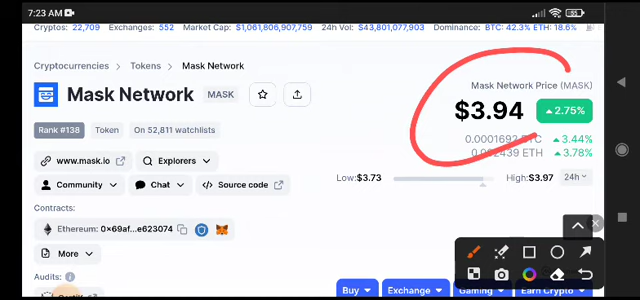 7:23 AM
Cryptos: 22,709 Exchanges: 552 Market Cap: $1,061,806,907,759 24h Vol: $43,801,077,903 Dominance: BTC: 42.3% ETH: 18.6%
Cryptocurrencies > Tokens > Mask Network
Mask Network MASK
Mask Network Price (MASK)
$3.94 2.75%
Rank #138 Token On 52,811 watchlists
BTC 3.44%
ETH 3.78%
www.mask.io Explorers
Low:$3.73 High:$3.97 24h
Community Chat Source code
Contracts:
Ethereum: 0x69af...e623074
More
Audits:
Buy Exchange Gaming Earn Crypto